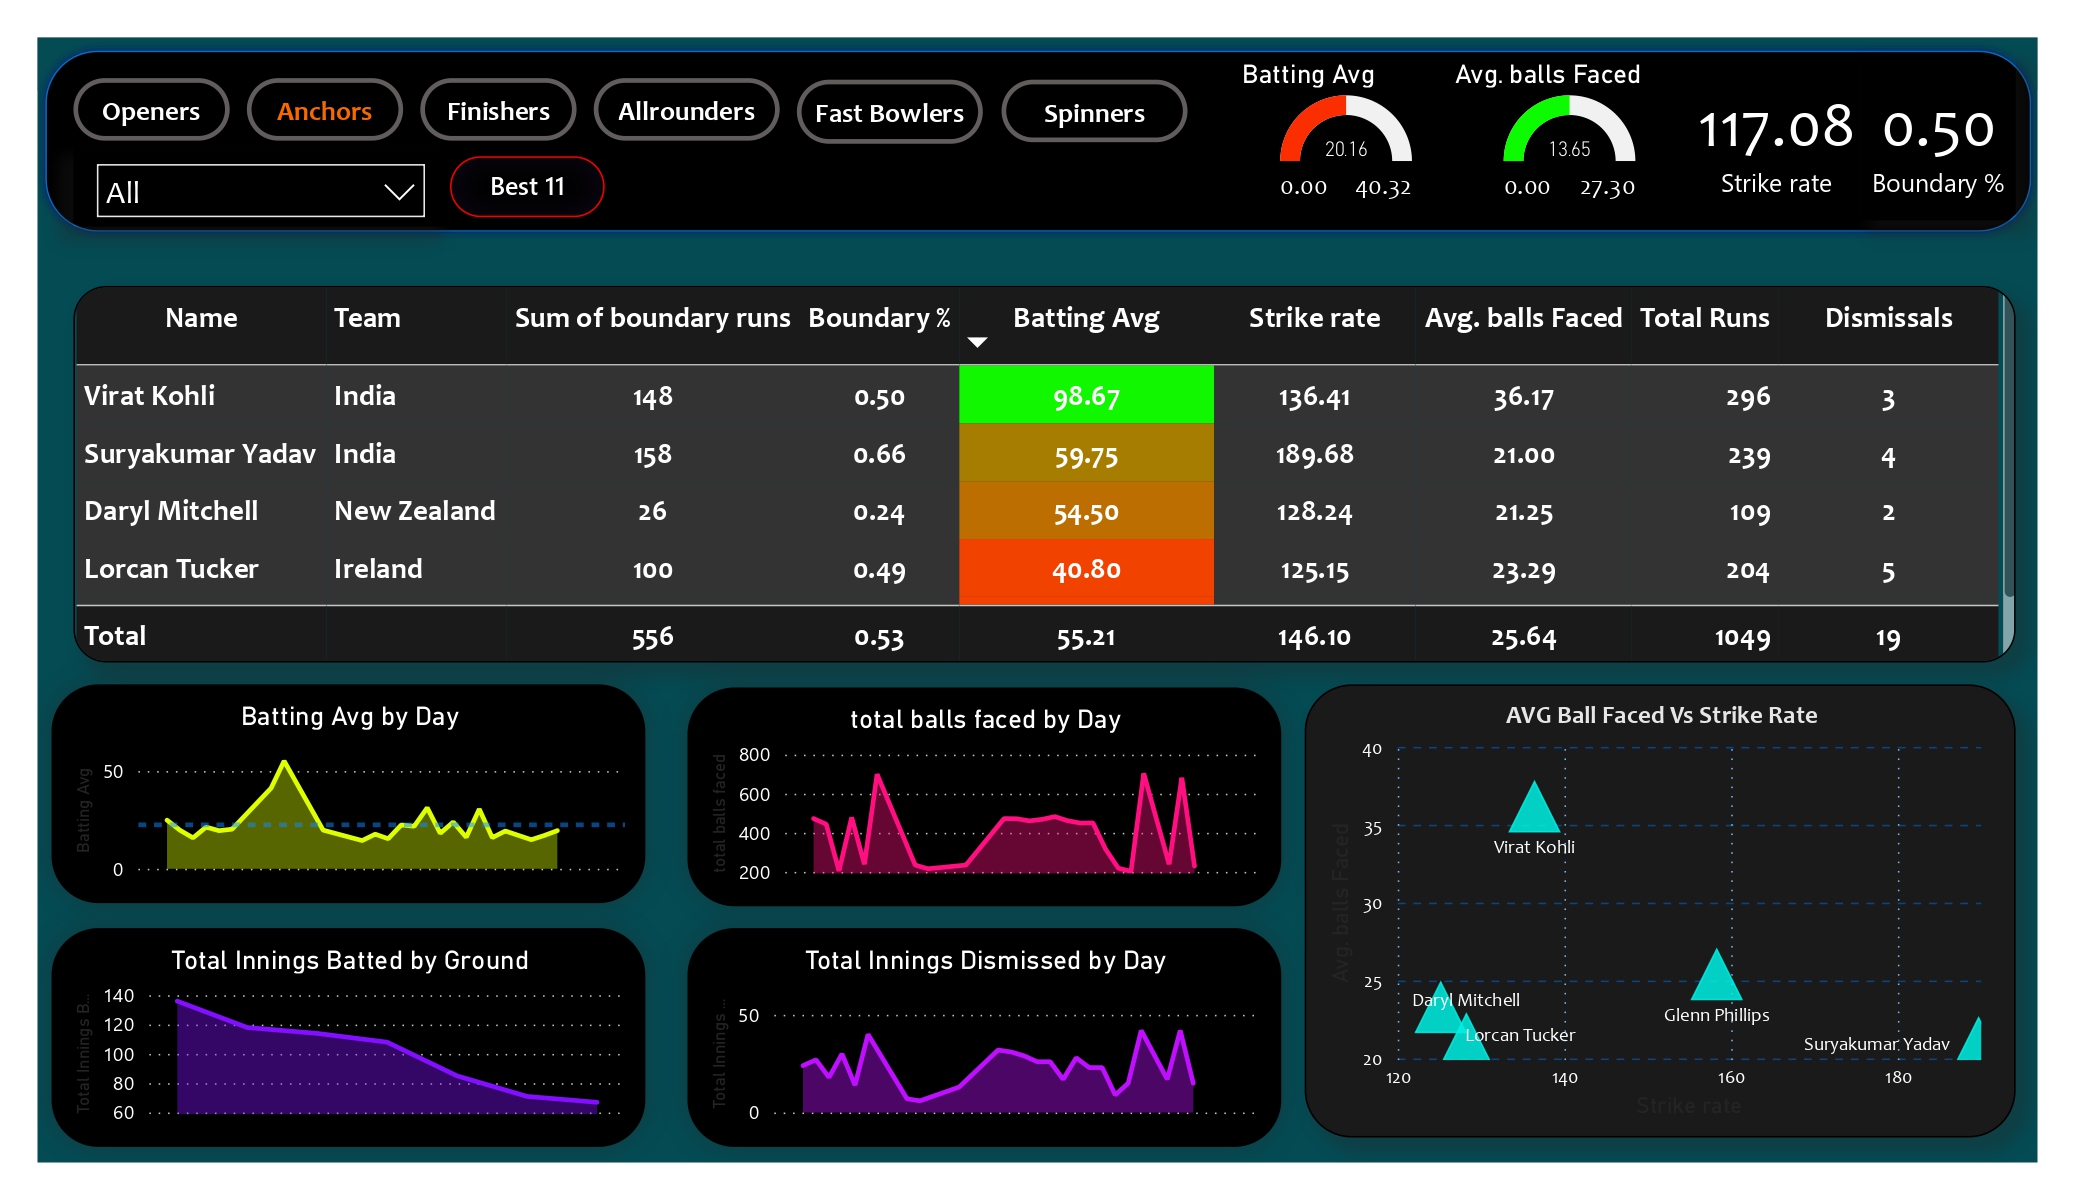 Openers Anchors Finishers Allrounders Fast Bowlers Spinners
All Best 11
Batting Avg
20.16
0.00 40.32
Avg. balls Faced
13.65
0.00 27.30
117.08
Strike rate
0.50
Boundary %
Name Team Sum of boundary runs Boundary % Batting Avg Strike rate Avg. balls Faced Total Runs Dismissals
Virat Kohli India 148 0.50 98.67 136.41 36.17 296 3
Suryakumar Yadav India 158 0.66 59.75 189.68 21.00 239 4
Daryl Mitchell New Zealand 26 0.24 54.50 128.24 21.25 109 2
Lorcan Tucker Ireland 100 0.49 40.80 125.15 23.29 204 5
Total 556 0.53 55.21 146.10 25.64 1049 19
Batting Avg by Day
Batting Avg
50
0
total balls faced by Day
total balls faced
800
600
400
200
AVG Ball Faced Vs Strike Rate
Avg. balls Faced
40
35
30
25
20
Virat Kohli
Daryl Mitchell
Glenn Phillips
Lorcan Tucker
Suryakumar Yadav
120 140 160 180
Strike rate
Total Innings Batted by Ground
Total Innings B...
140
120
100
80
60
Total Innings Dismissed by Day
Total Innings ...
50
0